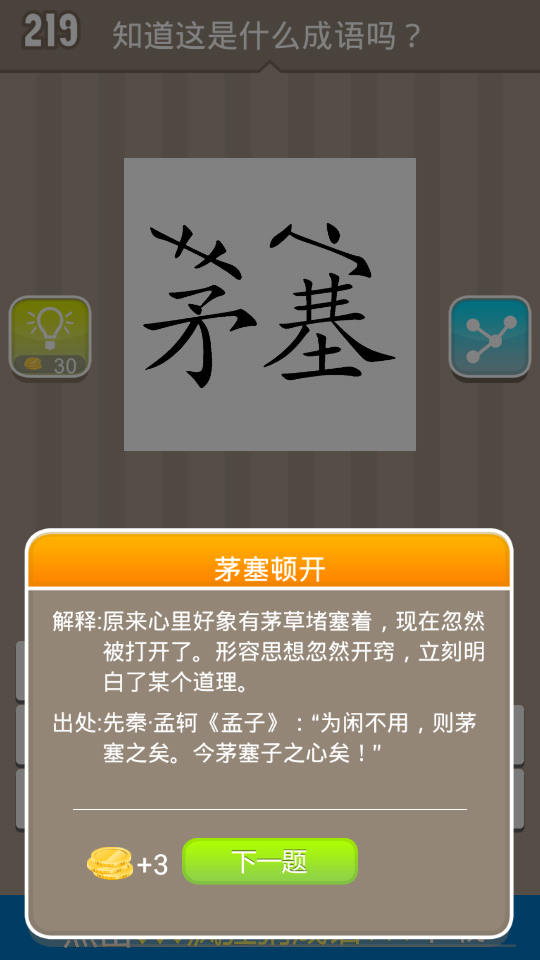 219 知道这是什么成语吗？
茅塞
30
茅塞顿开
解释:原来心里好象有茅草堵塞着，现在忽然
被打开了。形容思想忽然开窍，立刻明
白了某个道理。
出处:先秦·孟轲《孟子》：“为闲不用，则茅
塞之矣。今茅塞子之心矣！”
+3 下一题